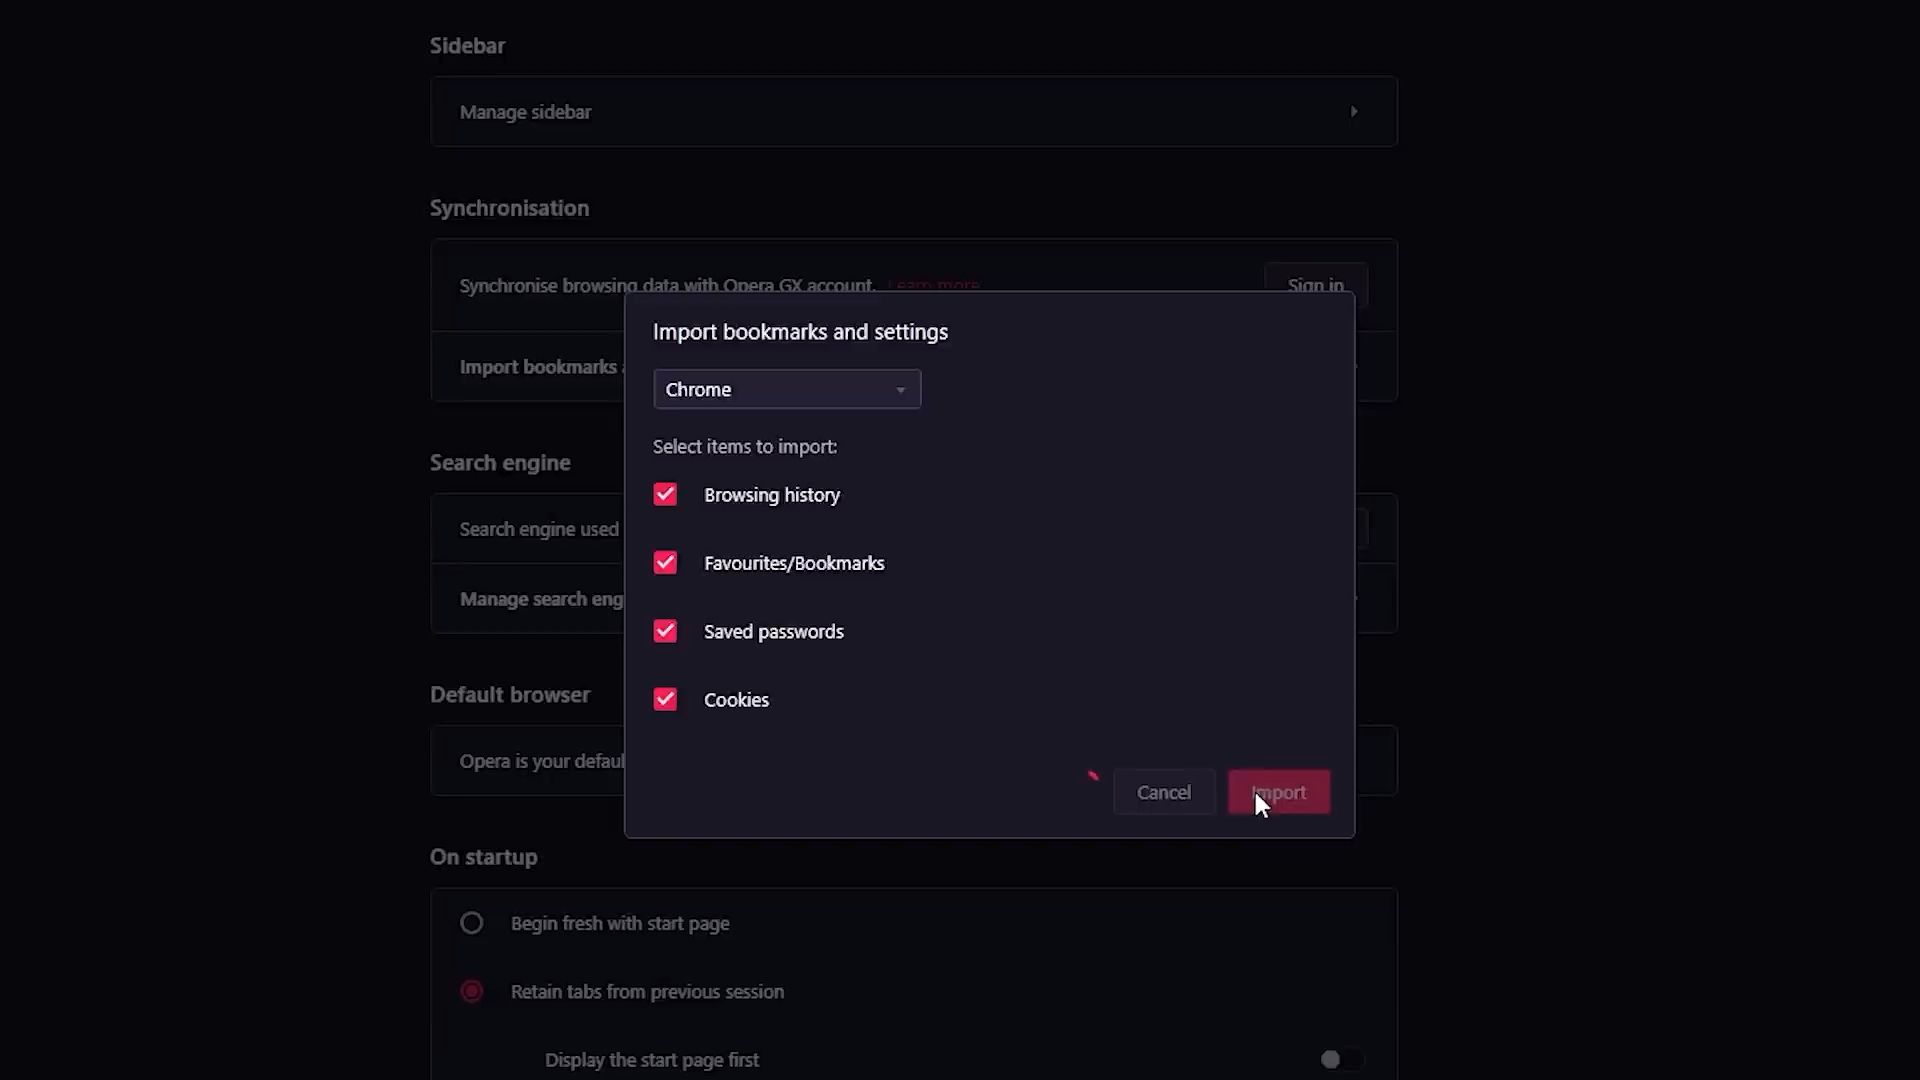 Sidebar
Manage sidebar
Synchronisation
Synchronise browsing data with Opera GX account. Learn more
Sign in
Import bookmarks
Import bookmarks and settings
Chrome
Select items to import:
Browsing history
Favourites/Bookmarks
Saved passwords
Cookies
Cancel
Import
Search engine
Search engine used
Manage search eng
Default browser
Opera is your defaul
On startup
Begin fresh with start page
Retain tabs from previous session
Display the start page first